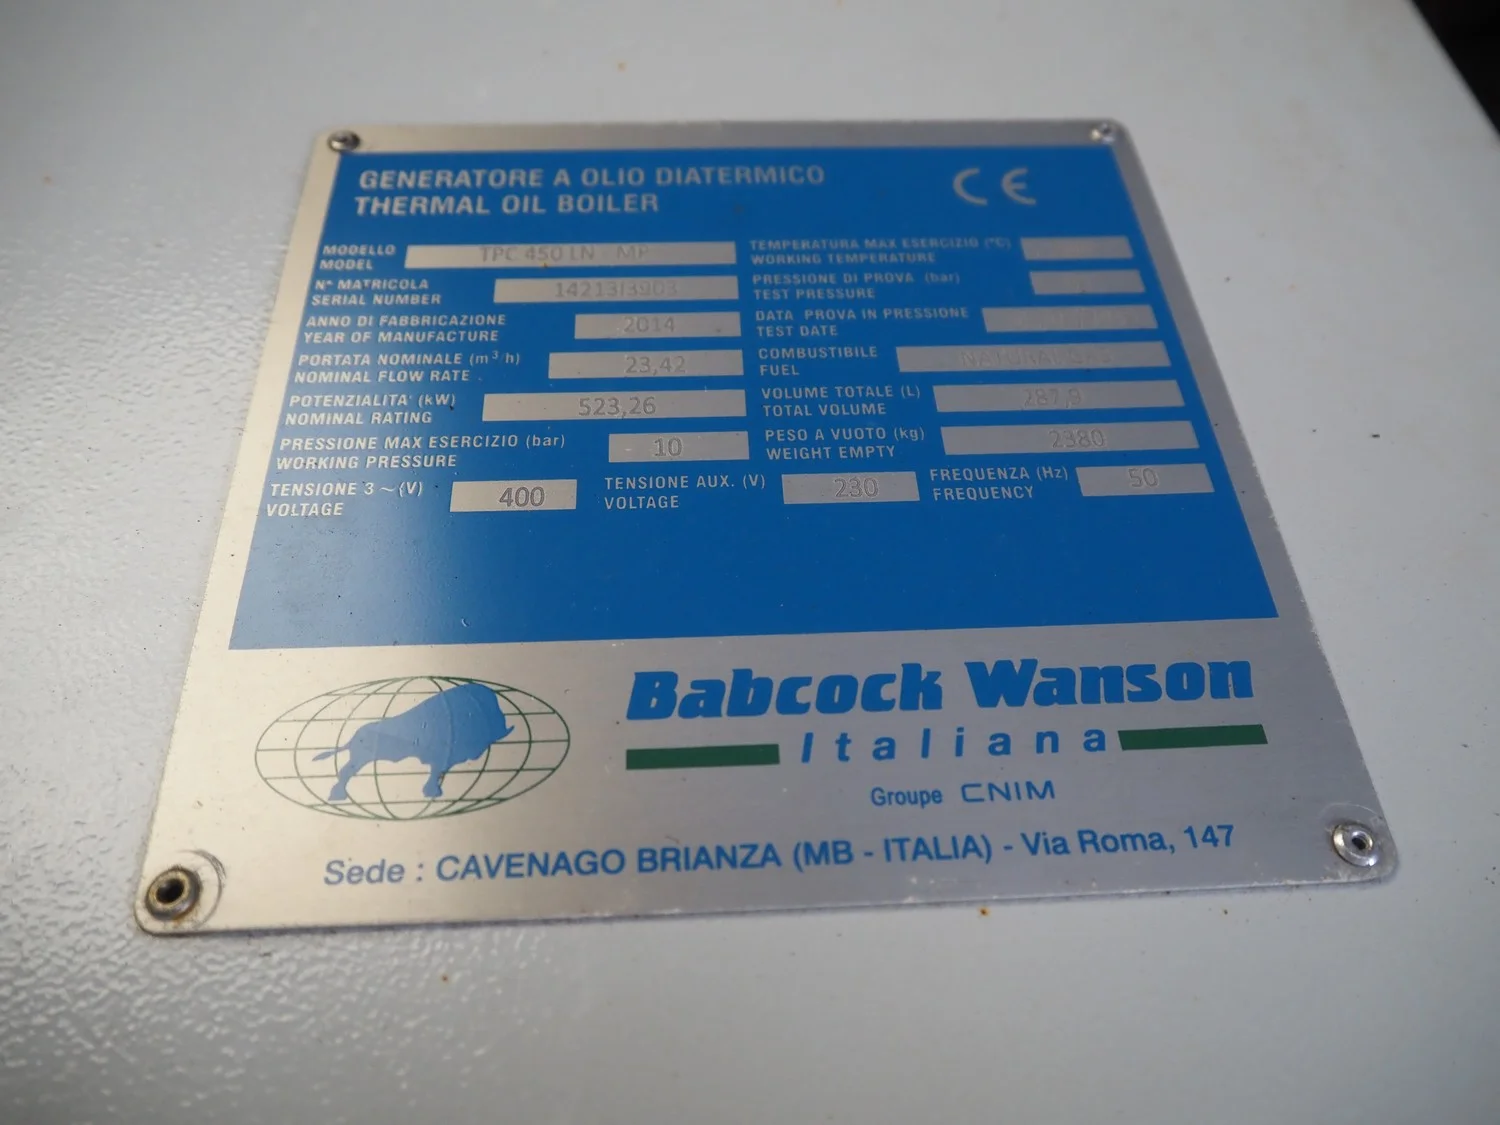 GENERATORE A OLIO DIATERMICO
THERMAL OIL BOILER
CE
MODELLO
MODEL
TPC 450 LN - MP
N° MATRICOLA
SERIAL NUMBER
ANNO DI FABBRICAZIONE
YEAR OF MANUFACTURE
2014
PORTATA NOMINALE (m³ h)
NOMINAL FLOW RATE
23,42
POTENZIALITA' (kW)
NOMINAL RATING
523,26
PRESSIONE MAX ESERCIZIO (bar)
WORKING PRESSURE
10
TENSIONE 3 ~ (V)
VOLTAGE
400
TEMPERATURA MAX ESERCIZIO (°C)
WORKING TEMPERATURE
PRESSIONE DI PROVA (bar)
TEST PRESSURE
DATA PROVA IN PRESSIONE
TEST DATE
COMBUSTIBILE
FUEL
NATURAL GAS
VOLUME TOTALE (L)
TOTAL VOLUME
287,9
PESO A VUOTO (kg)
WEIGHT EMPTY
2380
TENSIONE AUX. (V)
VOLTAGE
230
FREQUENZA (Hz)
FREQUENCY
50
Babcock Wanson
Italiana
Groupe CNIM
Sede : CAVENAGO BRIANZA (MB - ITALIA) - Via Roma, 147